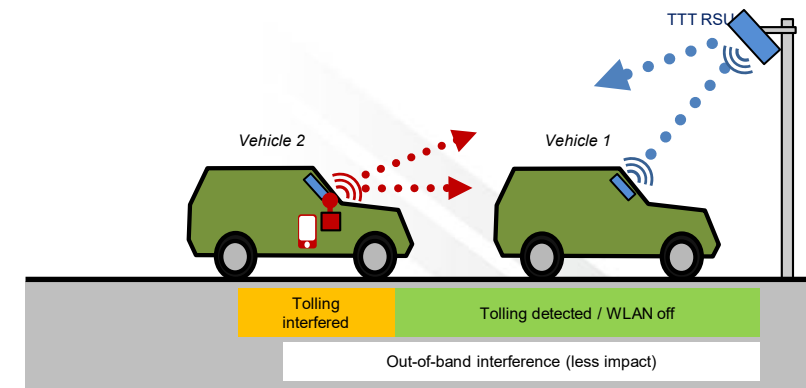 TTT RSU
Vehicle 2
Vehicle 1
Tolling
interfered
Tolling detected / WLAN off
Out-of-band interference (less impact)